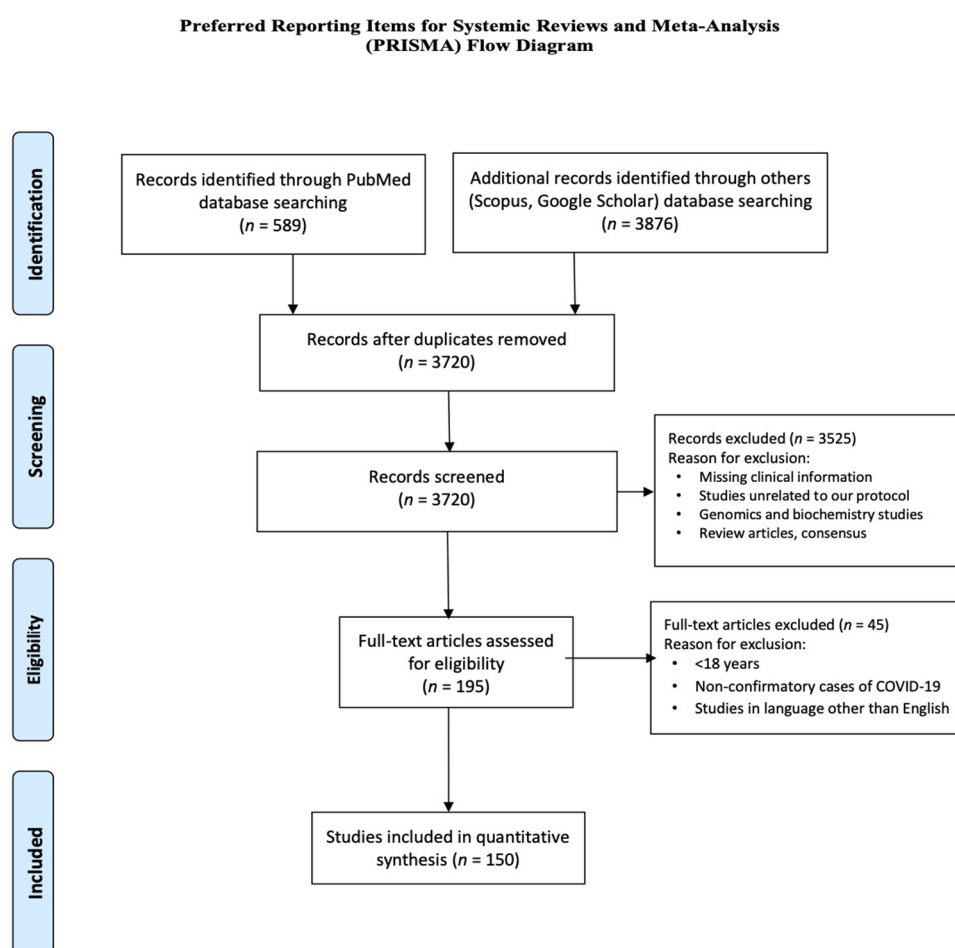 Preferred Reporting Items for Systemic Reviews and Meta-Analysis
(PRISMA) Flow Diagram
Identification
Records identified through PubMed
database searching
(n = 589)
Additional records identified through others
(Scopus, Google Scholar) database searching
(n = 3876)
Records after duplicates removed
(n = 3720)
Screening
Records screened
(n = 3720)
Records excluded (n = 3525)
Reason for exclusion:
• Missing clinical information
• Studies unrelated to our protocol
• Genomics and biochemistry studies
• Review articles, consensus
Eligibility
Full-text articles assessed
for eligibility
(n = 195)
Full-text articles excluded (n = 45)
Reason for exclusion:
• <18 years
• Non-confirmatory cases of COVID-19
• Studies in language other than English
Included
Studies included in quantitative
synthesis (n = 150)